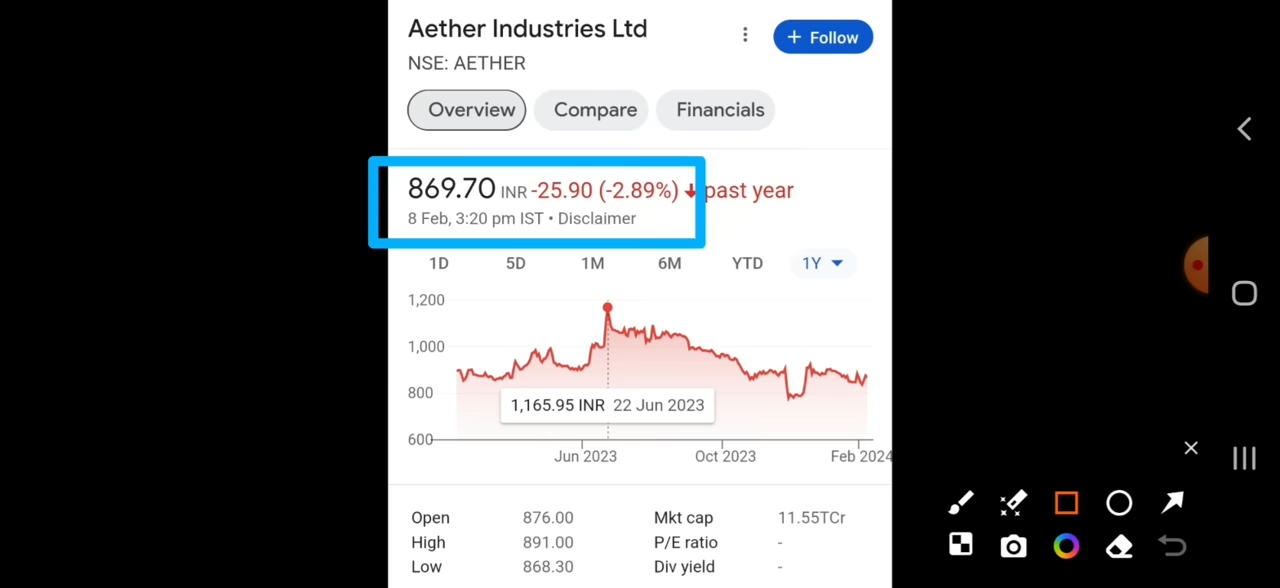 Aether Industries Ltd
+ Follow
NSE: AETHER
Overview Compare Financials
869.70 INR -25.90 (-2.89%) past year
8 Feb, 3:20 pm IST • Disclaimer
1D 5D 1M 6M YTD 1Y
1,200
1,000
800
1,165.95 INR 22 Jun 2023
600
Jun 2023 Oct 2023 Feb 2024
Open 876.00 Mkt cap 11.55TCr
High 891.00 P/E ratio -
Low 868.30 Div yield -